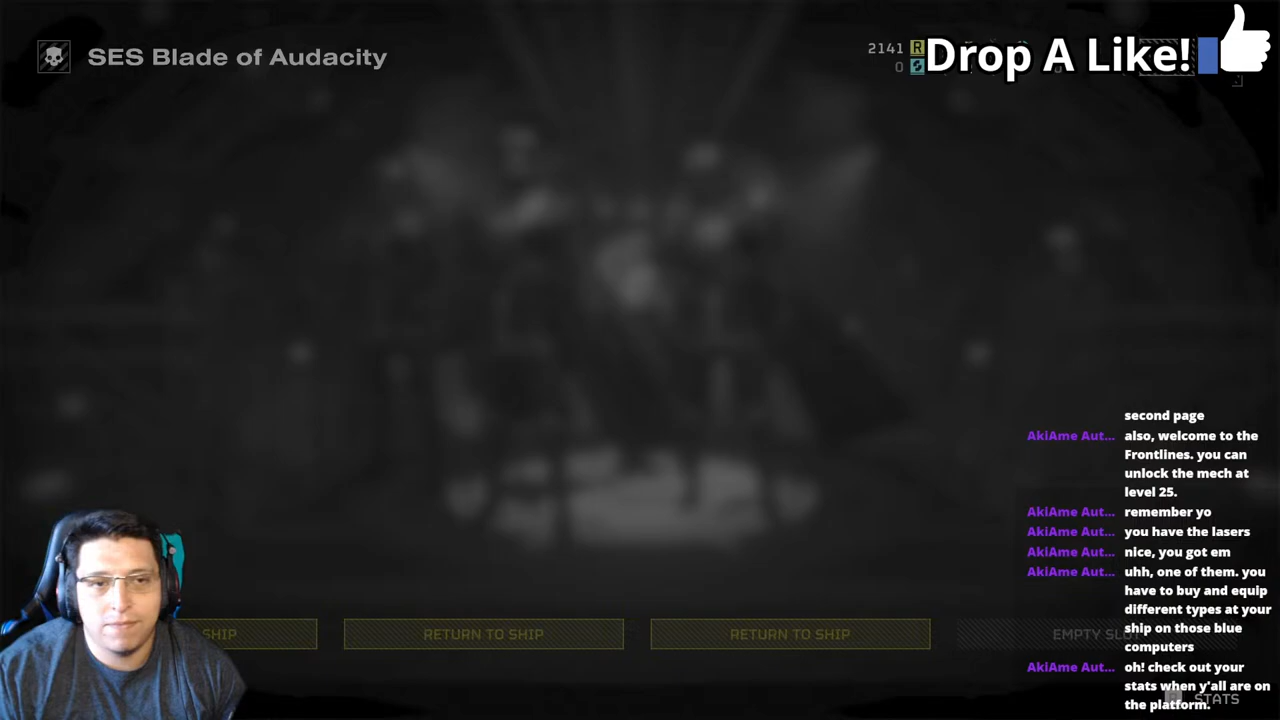 SES Blade of Audacity
2141
0
Drop A Like!
second page
AkiAme Aut... also, welcome to the
Frontlines. you can
unlock the mech at
level 25.
AkiAme Aut... remember yo
AkiAme Aut... you have the lasers
AkiAme Aut... nice, you got em
AkiAme Aut... uhh, one of them. you
have to buy and equip
different types at your
ship on those blue
computers
AkiAme Aut... oh! check out your
stats when y'all are on
the platform.
SHIP
RETURN TO SHIP
RETURN TO SHIP
EMPTY SLOT
STATS